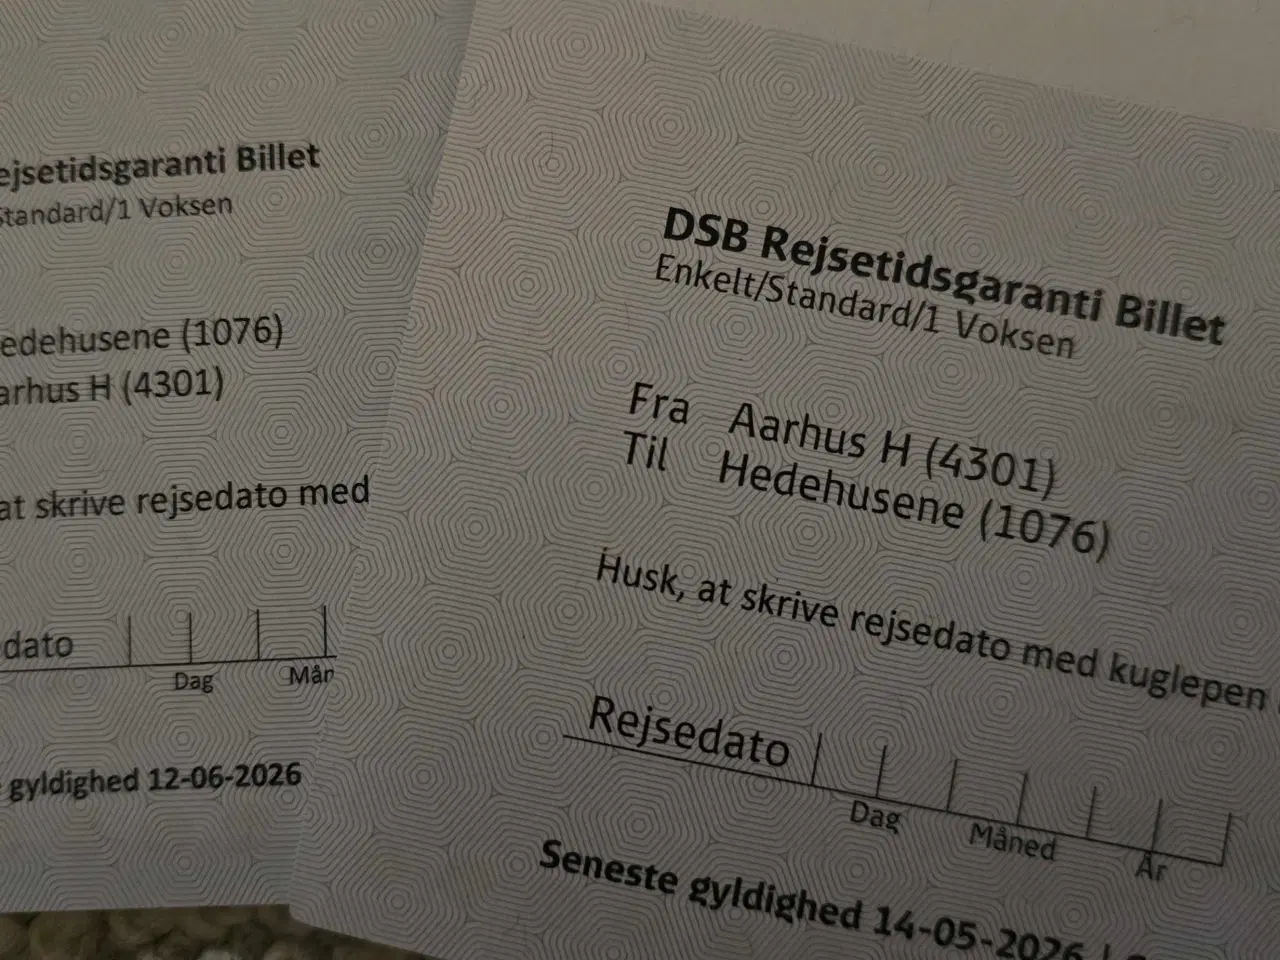 ejsetidsgaranti Billet
Standard/1 Voksen
edehusene (1076)
arhus H (4301)
at skrive rejsedato med
dato
Dag Mån
gyldighed 12-06-2026
DSB Rejsetidsgaranti Billet
Enkelt/Standard/1 Voksen
Fra Aarhus H (4301)
Til Hedehusene (1076)
Husk, at skrive rejsedato med kuglepen
Rejsedato
Dag Måned År
Seneste gyldighed 14-05-2026